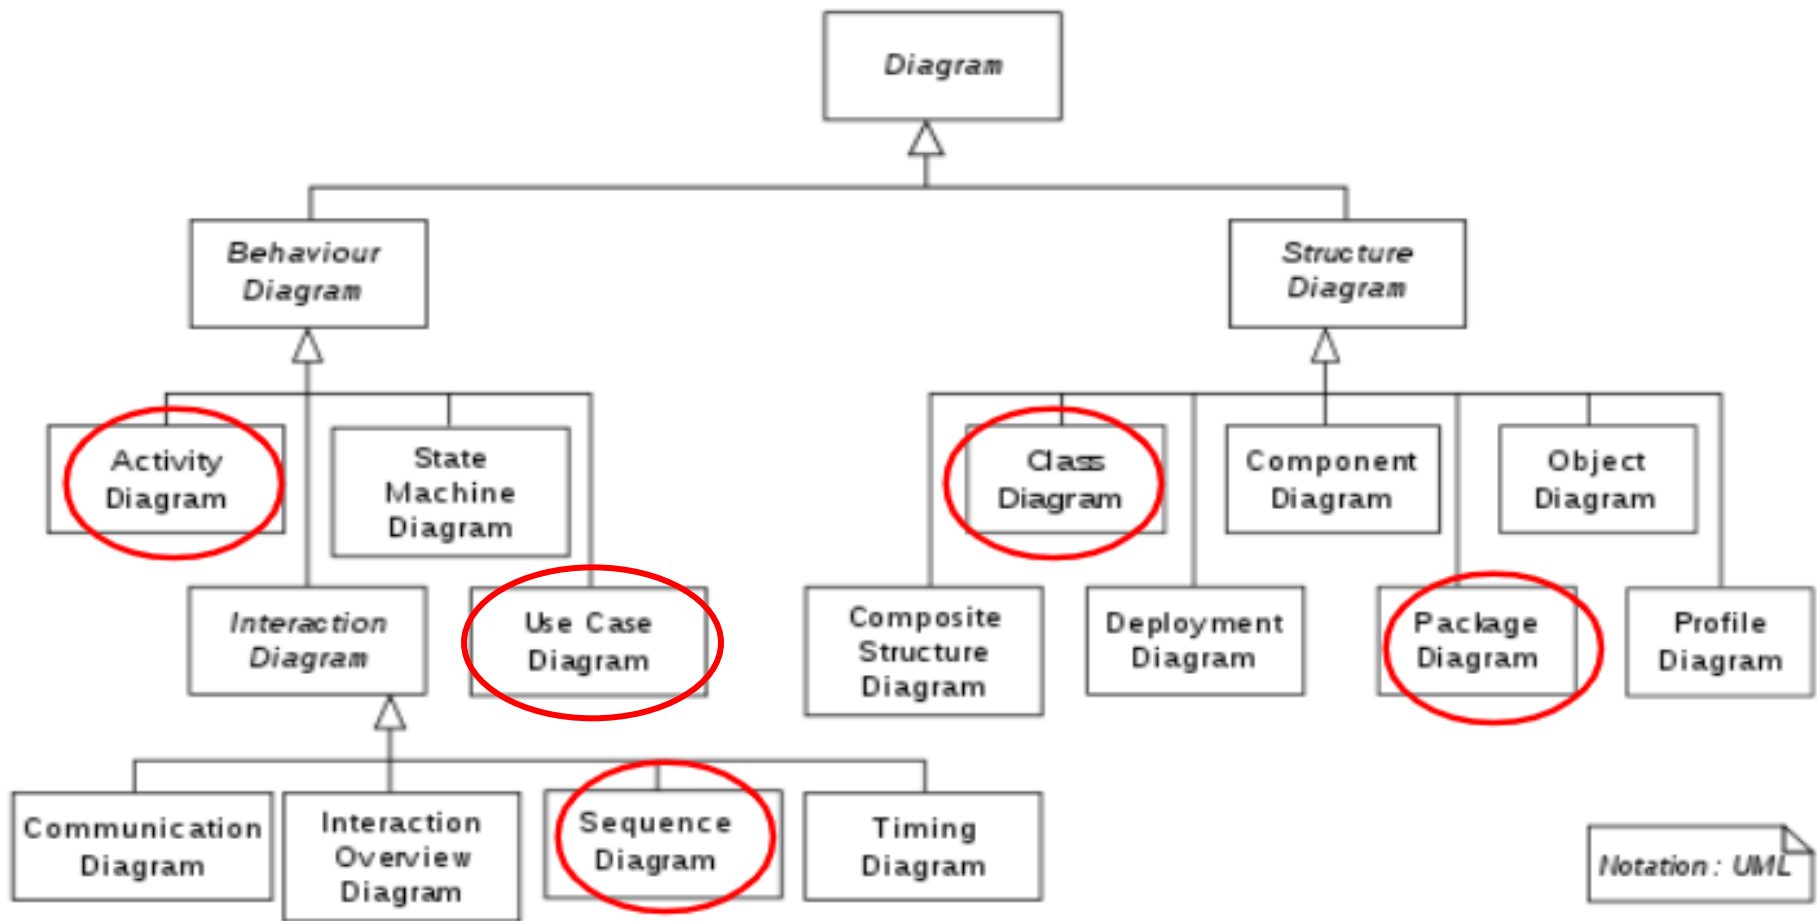 Diagram
Behaviour
Diagram
Structure
Diagram
Activity
Diagram
State
Machine
Diagram
Class
Diagram
Component
Diagram
Object
Diagram
Interaction
Diagram
Use Case
Diagram
Composite
Structure
Diagram
Deployment
Diagram
Package
Diagram
Profile
Diagram
Communication
Diagram
Interaction
Overview
Diagram
Sequence
Diagram
Timing
Diagram
Notation : UML